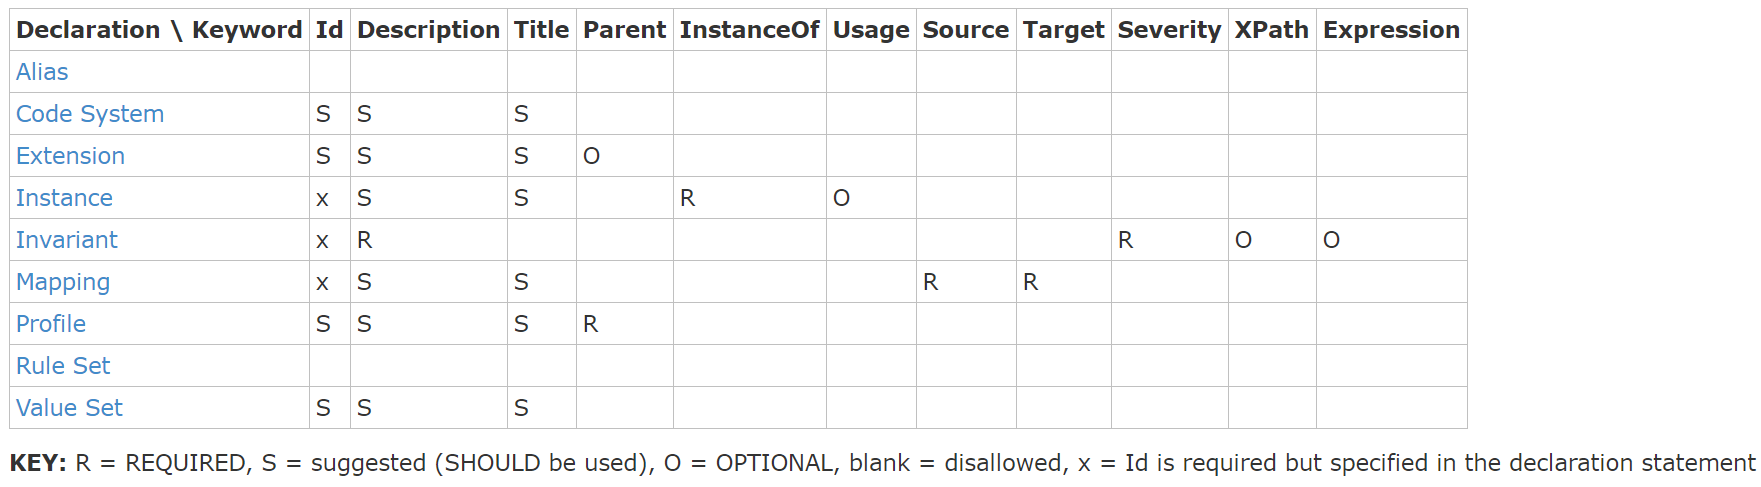 Declaration \ Keyword Id Description Title Parent InstanceOf Usage Source Target Severity XPath Expression
Alias
Code System S S S
Extension S S S O
Instance x S S R O
Invariant x R R O O
Mapping x S S R R
Profile S S S R
Rule Set
Value Set S S S
KEY: R = REQUIRED, S = suggested (SHOULD be used), O = OPTIONAL, blank = disallowed, x = Id is required but specified in the declaration statement